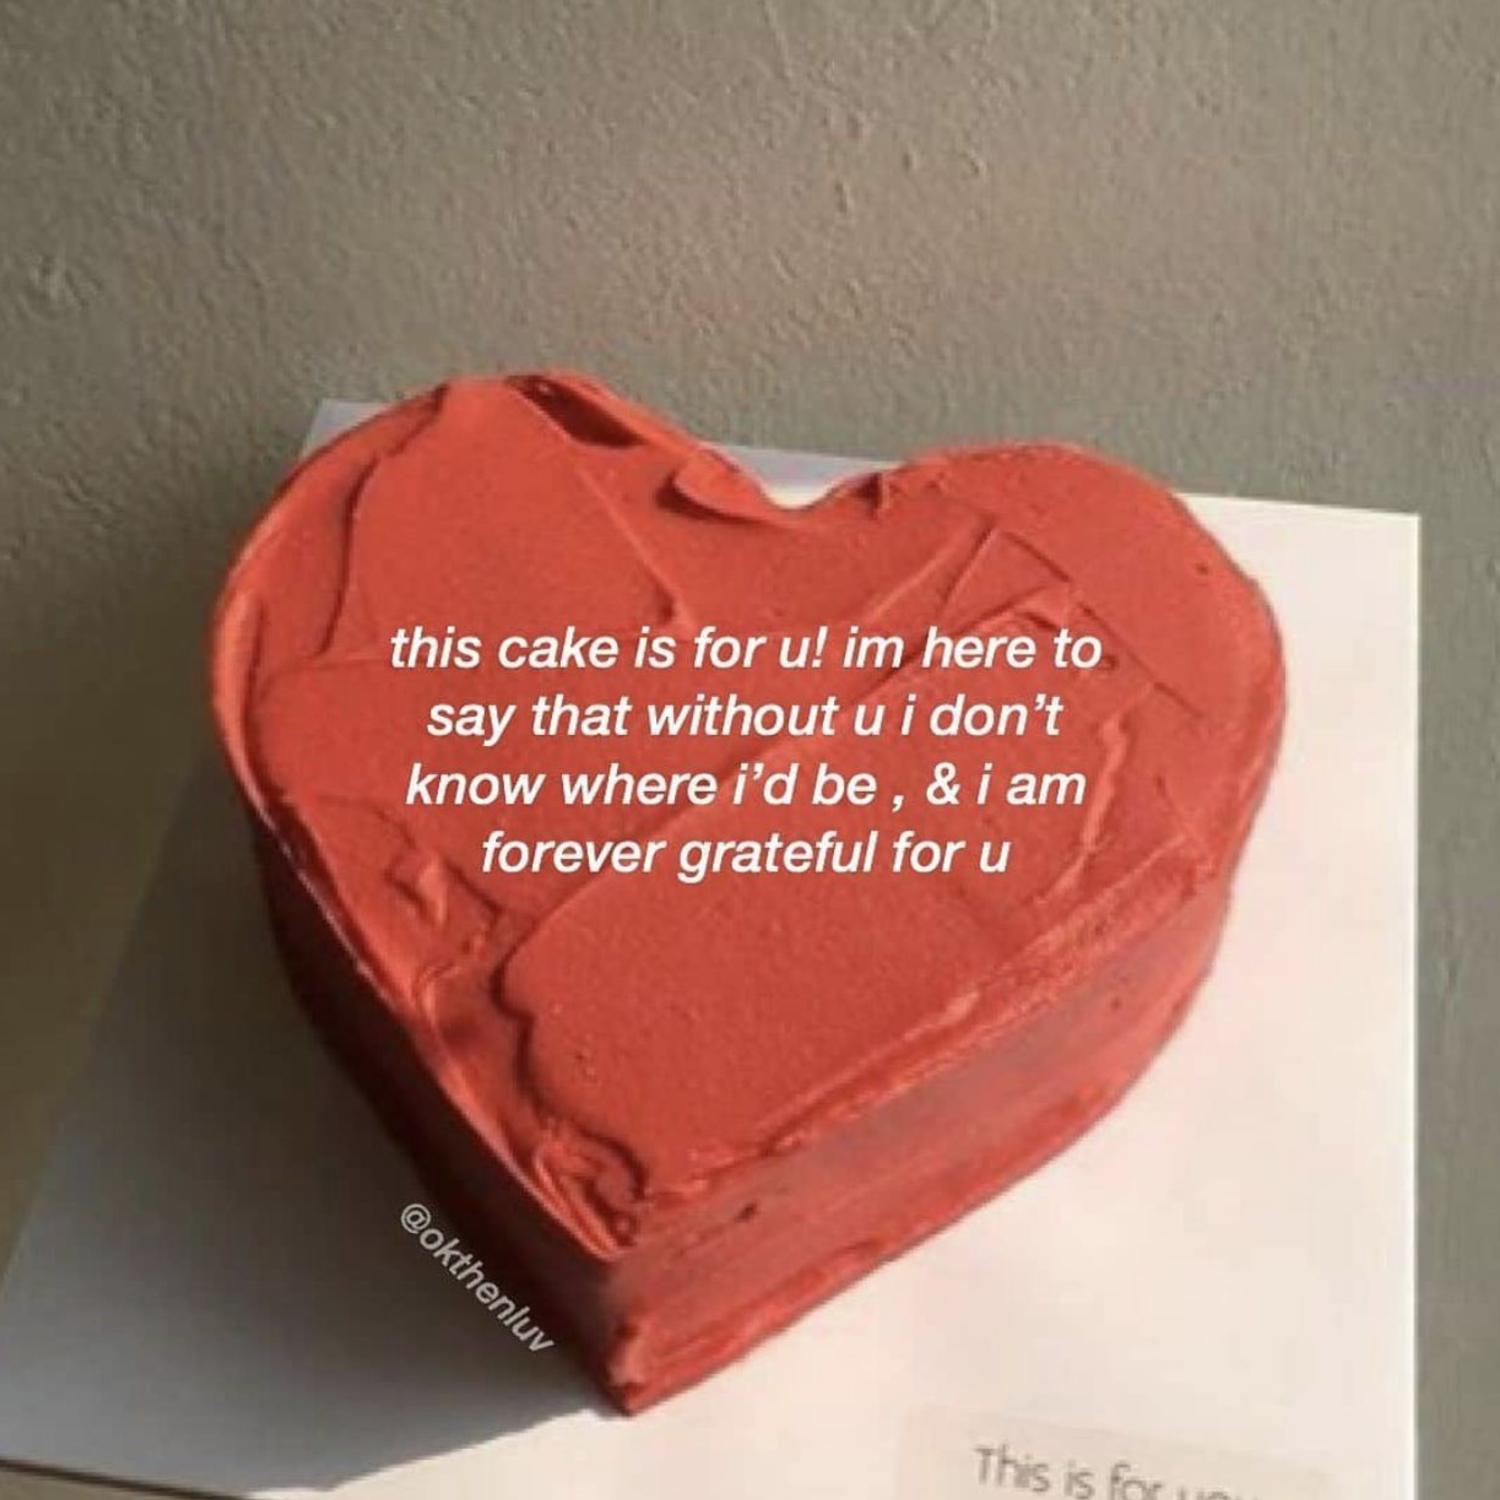 this cake is for u! im here to
say that without u i don't
know where i'd be , & i am
forever grateful for u
@okthenluv
This is for